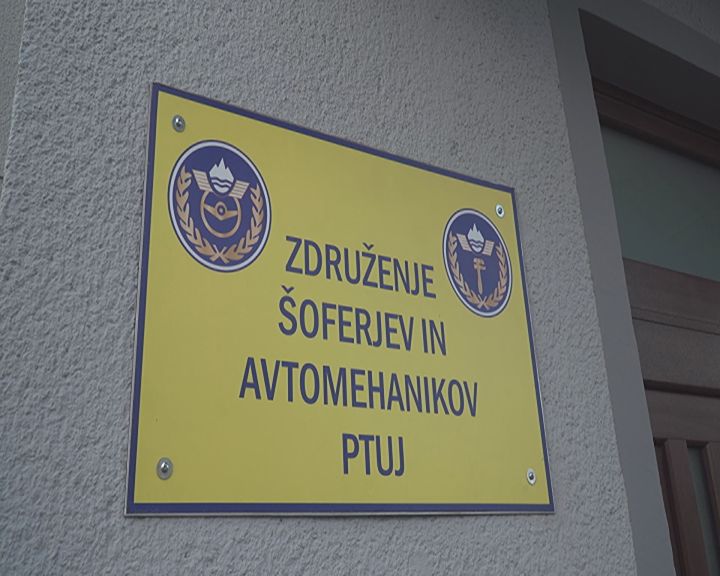 ZDRUŽENJE
ŠOFERJEV IN
AVTOMEHANIKOV
PTUJ